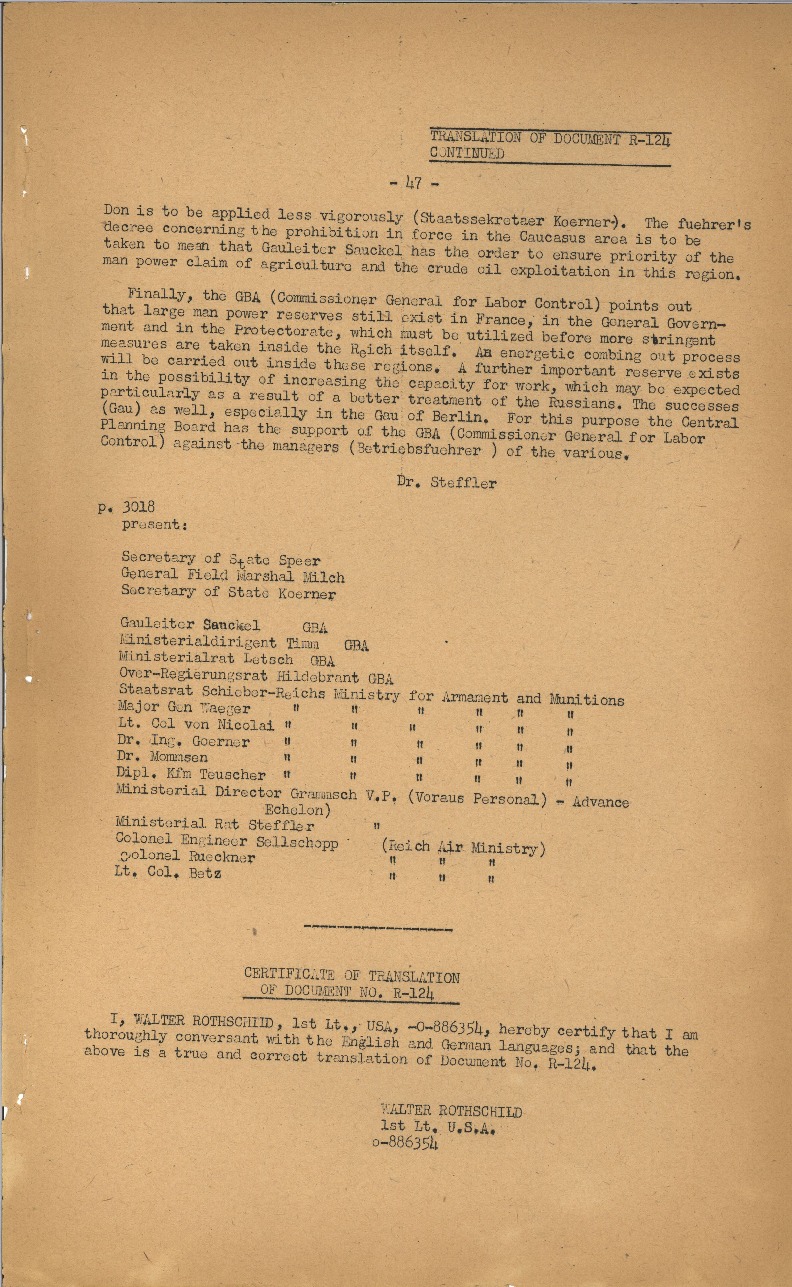 TRANSLATION OF DOCUMENT R-124
CONTINUED
- 47 -
Don is to be applied less vigorously (Staatssekretaer Koerner-). The fuehrer's
decree concerning the prohibition in force in the Caucasus area is to be
taken to mean that Gauleiter Sauckel has the order to ensure priority of the
man power claim of agriculture and the crude oil exploitation in this region.
Finally, the GBA (Commissioner General for Labor Control) points out
that large man power reserves still exist in France, in the General Govern-
ment and in the Protectorate, which must be utilized before more stringent
measures are taken inside the Reich itself. An energetic combing out process
will be carried out inside these regions. A further important reserve exists
in the possibility of increasing the capacity for work, which may be expected
particularly as a result of a better treatment of the Russians. The successes
(Gau) as well, especially in the Gau of Berlin. For this purpose the Central
Planning Board has the support of the GBA (Commissioner General for Labor
Control) against the managers (Betriebsfuehrer ) of the various.
Dr. Steffler
p. 3018
present:
Secretary of State Speer
General Field Marshal Milch
Secretary of State Koerner
Gauleiter Sauckel GBA
Ministerialdirigent Timm GBA
Ministerialrat Letsch GBA
Over-Regierungsrat Hildebrant GBA
Staatsrat Schieber-Reichs Ministry for Armament and Munitions
Major Gen Waeger " " " " " "
Lt. Col von Nicolai " " " " " "
Dr. Ing. Goerner " " " " " "
Dr. Mommsen " " " " " "
Dipl. Kfm Teuscher " " " " " "
Ministerial Director Grammsch V.P. (Voraus Personal) - Advance
Echelon)
Ministerial Rat Steffler "
Colonel Engineer Sellschopp (Reich Air Ministry)
Colonel Rueckner " " "
Lt. Col. Betz " " "
CERTIFICATE OF TRANSLATION
OF DOCUMENT NO. R-124
I, WALTER ROTHSCHILD, 1st Lt., USA, -O-886354, hereby certify that I am
thoroughly conversant with the English and German languages; and that the
above is a true and correct translation of Document No. R-124.
WALTER ROTHSCHILD
1st Lt. U.S.A.
o-886354